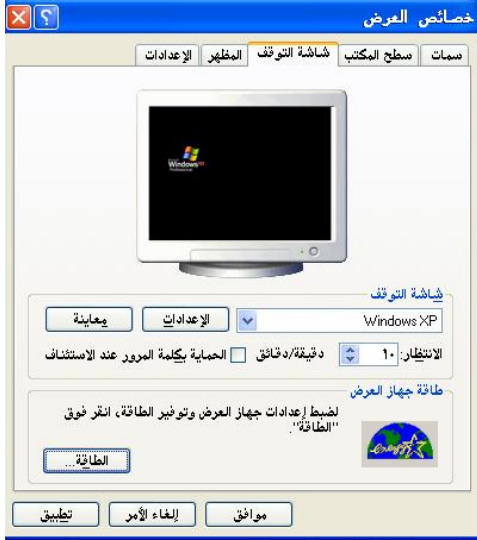 خصائص العرض
سمات
سطح المكتب
شاشة التوقف
المظهر
الإعدادات
Windows xp
Professional
شاشة التوقف
Windows XP
الإعدادات
معاينة
الانتظار: ١٠ دقيقة/دقائق
الحماية بكلمة المرور عند الاستئناف
طاقة جهاز العرض
لضبط إعدادات جهاز العرض وتوفير الطاقة، انقر فوق
"الطاقة".
energy
الطاقة...
موافق
إلغاء الأمر
تطبيق